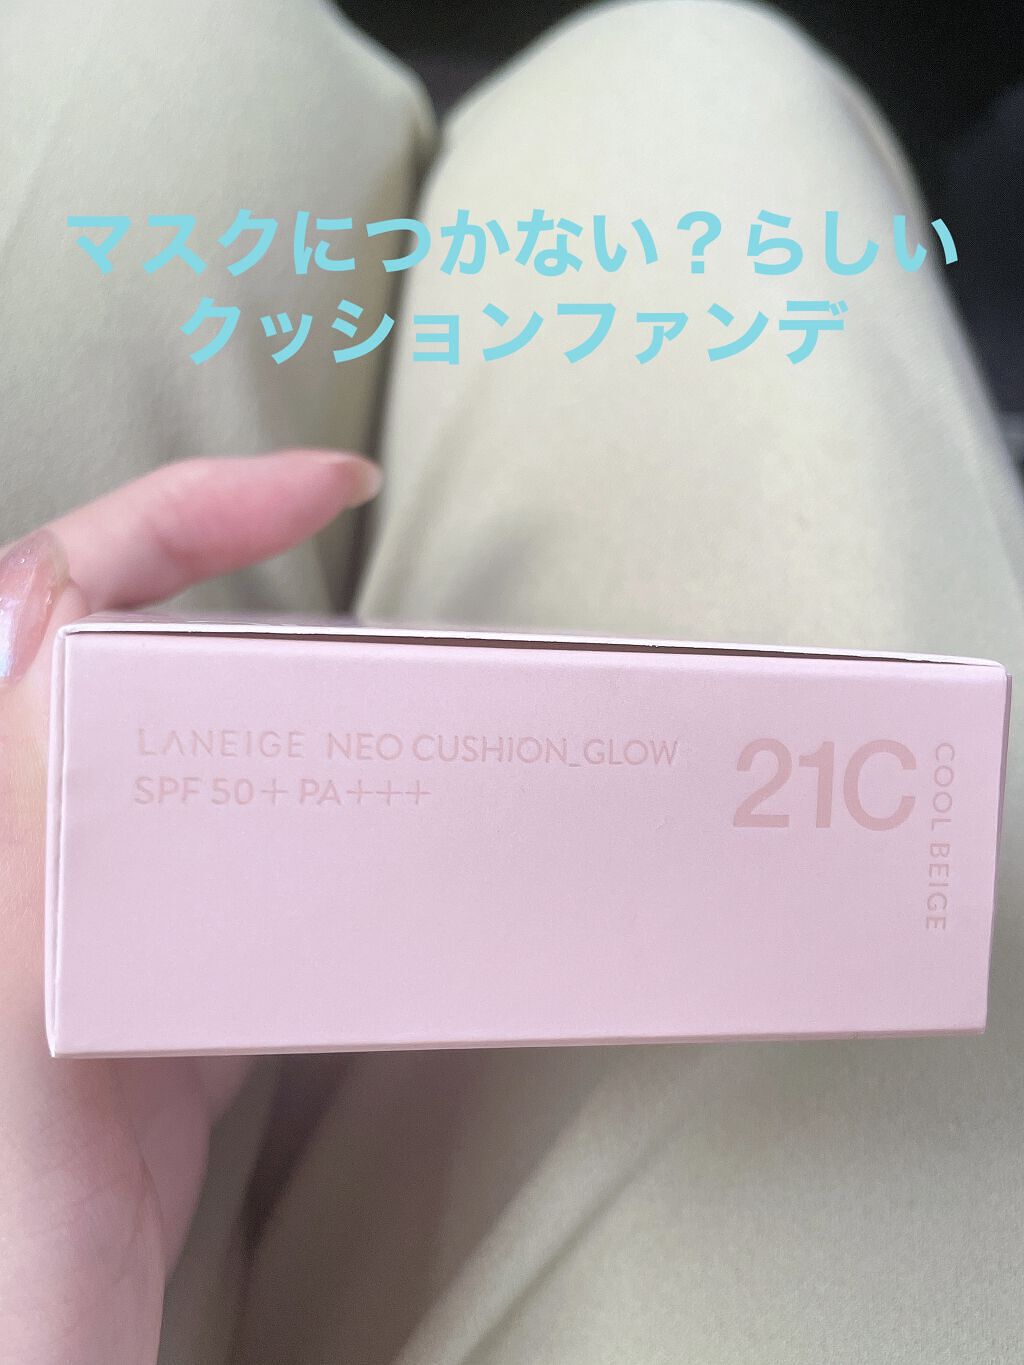 マスクにつかない？らしい
クッションファンデ
LANEIGE NEO CUSHION_GLOW
SPF 50+ PA+++
21C
COOL BEIGE